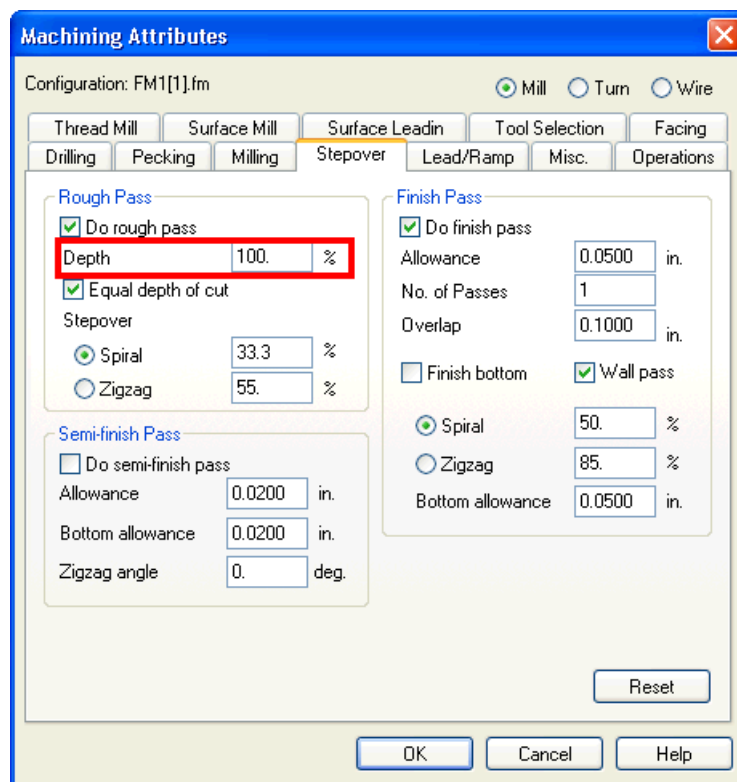 Machining Attributes
Configuration: FM1[1].fm
Mill Turn Wire
Thread Mill Surface Mill Surface Leadin Tool Selection Facing
Drilling Pecking Milling Stepover Lead/Ramp Misc. Operations
Rough Pass
Do rough pass
Depth 100. %
Equal depth of cut
Stepover
Spiral 33.3 %
Zigzag 55. %
Semi-finish Pass
Do semi-finish pass
Allowance 0.0200 in.
Bottom allowance 0.0200 in.
Zigzag angle 0. deg.
Finish Pass
Do finish pass
Allowance 0.0500 in.
No. of Passes 1
Overlap 0.1000 in.
Finish bottom Wall pass
Spiral 50. %
Zigzag 85. %
Bottom allowance 0.0500 in.
Reset
OK Cancel Help